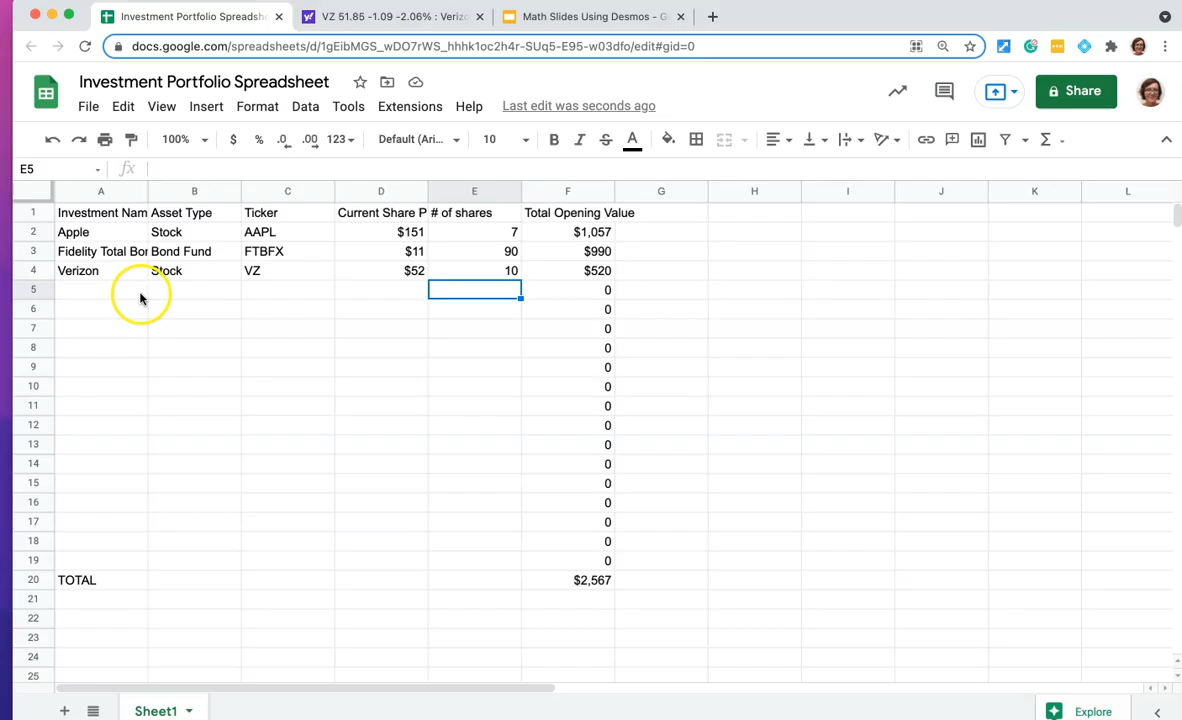 Investment Portfolio Spreadshe
VZ 51.85 -1.09 -2.06% : Verizo
Math Slides Using Desmos - G
docs.google.com/spreadsheets/d/1gEibMGS_wDO7rWS_hhhk1oc2h4r-SUq5-E95-w03dfo/edit#gid=0
Investment Portfolio Spreadsheet
File Edit View Insert Format Data Tools Extensions Help Last edit was seconds ago
Share
100% $ % .0 .00 123 Default (Ari... 10 B I S A
E5 fx
A B C D E F G H I J K L
1 Investment Nam Asset Type Ticker Current Share P # of shares Total Opening Value
2 Apple Stock AAPL $151 7 $1,057
3 Fidelity Total Bor Bond Fund FTBFX $11 90 $990
4 Verizon Stock VZ $52 10 $520
5 0
6 0
7 0
8 0
9 0
10 0
11 0
12 0
13 0
14 0
15 0
16 0
17 0
18 0
19 0
20 TOTAL $2,567
21
22
23
24
25
Sheet1
Explore